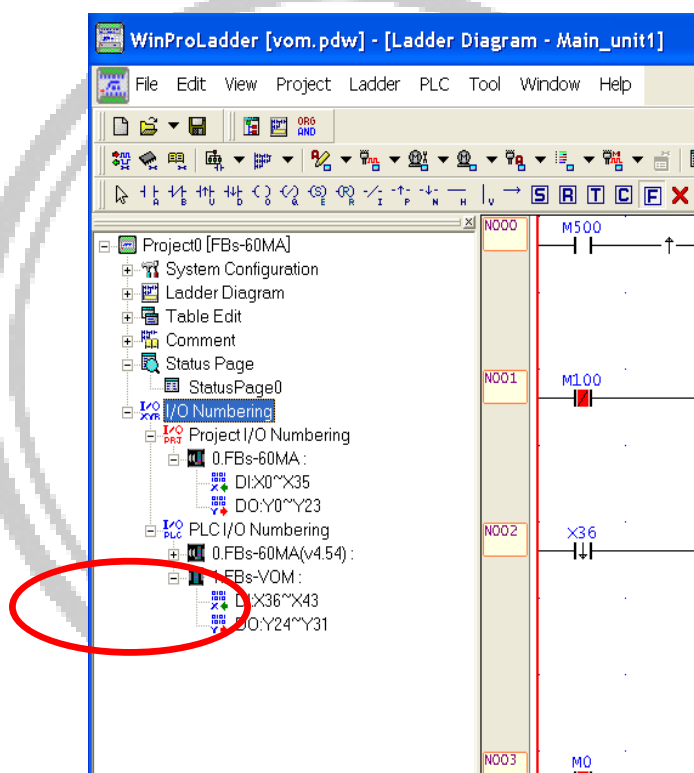 WinProLadder [vom.pdw] - [Ladder Diagram - Main_unit1]
File Edit View Project Ladder PLC Tool Window Help
ORG
AND
A B U D O Q S R I P N H V S R T C F X
N000 M500
Project0 [FBs-60MA]
System Configuration
Ladder Diagram
Table Edit
Comment
Status Page
StatusPage0
N001 M100
I/O XYR I/O Numbering
I/O PRJ Project I/O Numbering
0.FBs-60MA :
DI:X0~X35
DO:Y0~Y23
I/O PLC PLC I/O Numbering
N002 X36
0.FBs-60MA(v4.54) :
1.FBs-VOM :
DI:X36~X43
DO:Y24~Y31
N003 M0